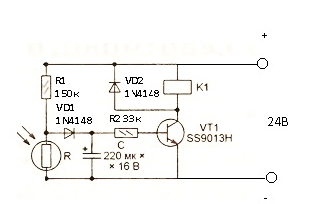 +
R1
150к
VD2
1N4148
K1
VD1
1N4148
R2 33к
VT1
SS9013H
24В
C
R
220 мк ×
× 16 В
-